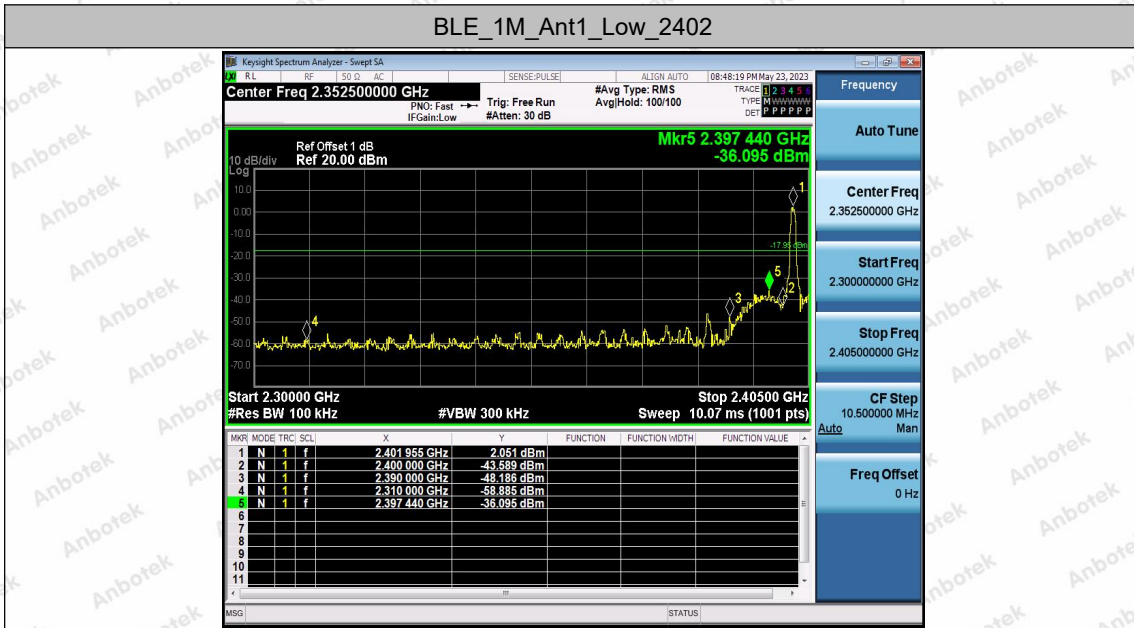 BLE_1M_Ant1_Low_2402
Keysight Spectrum Analyzer - Swept SA
LXI RL RF 50 Ω AC SENSE:PULSE ALIGN AUTO 08:48:19 PM May 23, 2023
Center Freq 2.352500000 GHz
PNO: Fast
IFGain:Low
Trig: Free Run
#Atten: 30 dB
#Avg Type: RMS
Avg|Hold: 100/100
TRACE 1 2 3 4 5 6
TYPE M W W W W W
DET P P P P P P
Ref Offset 1 dB
Ref 20.00 dBm
10 dB/div
Log
Mkr5 2.397 440 GHz
-36.095 dBm
10.0
0.00
-10.0
-20.0
-30.0
-40.0
-50.0
-60.0
-70.0
1
-17.95 dBm
5
2
3
4
Start 2.30000 GHz Stop 2.40500 GHz
#Res BW 100 kHz #VBW 300 kHz Sweep 10.07 ms (1001 pts)
MKR MODE TRC SCL X Y FUNCTION FUNCTION WIDTH FUNCTION VALUE
1 N 1 f 2.401 955 GHz 2.051 dBm
2 N 1 f 2.400 000 GHz -43.589 dBm
3 N 1 f 2.390 000 GHz -48.186 dBm
4 N 1 f 2.310 000 GHz -58.885 dBm
5 N 1 f 2.397 440 GHz -36.095 dBm
6
7
8
9
10
11
MSG STATUS
Frequency
Auto Tune
Center Freq
2.352500000 GHz
Start Freq
2.300000000 GHz
Stop Freq
2.405000000 GHz
CF Step
10.500000 MHz
Auto Man
Freq Offset
0 Hz
Anbotek